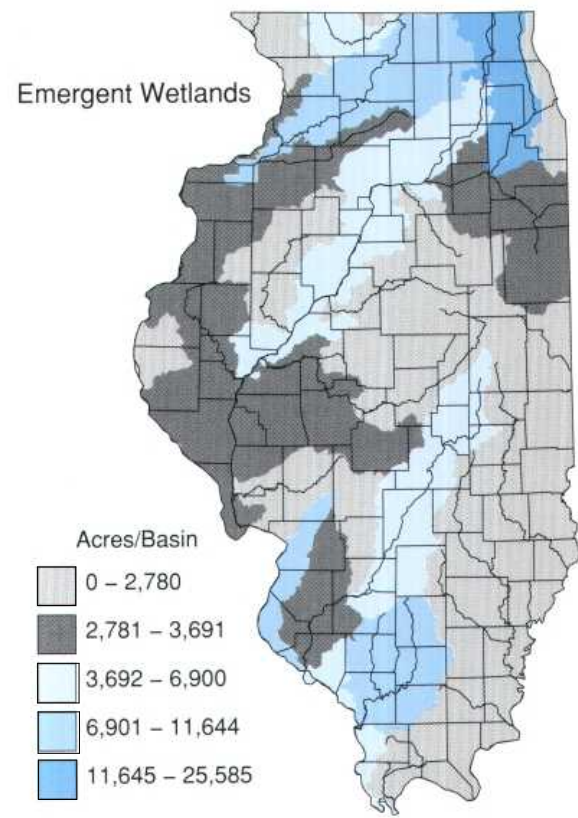 Emergent Wetlands
Acres/Basin
0 – 2,780
2,781 – 3,691
3,692 – 6,900
6,901 – 11,644
11,645 – 25,585